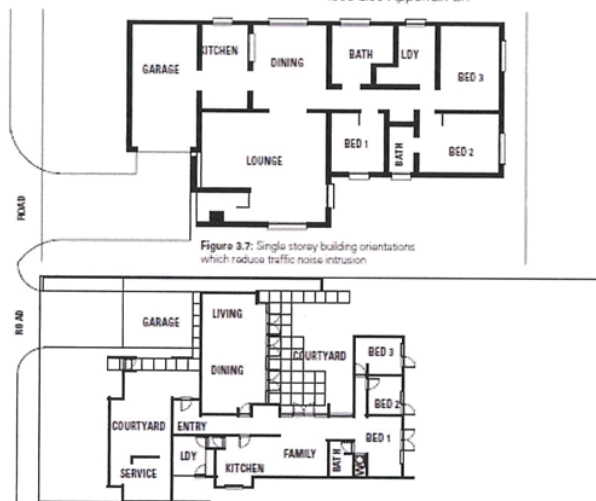 KITCHEN
BATH
LDY
GARAGE
DINING
BED 3
BED 1
BATH
BED 2
LOUNGE
ROAD
Figure 3.7: Single storey building orientations
which reduce traffic noise intrusion
ROAD
GARAGE
LIVING
COURTYARD
BED 3
DINING
BED 2
COURTYARD
ENTRY
BED 1
LDY
FAMILY
BATH
WC
SERVICE
KITCHEN